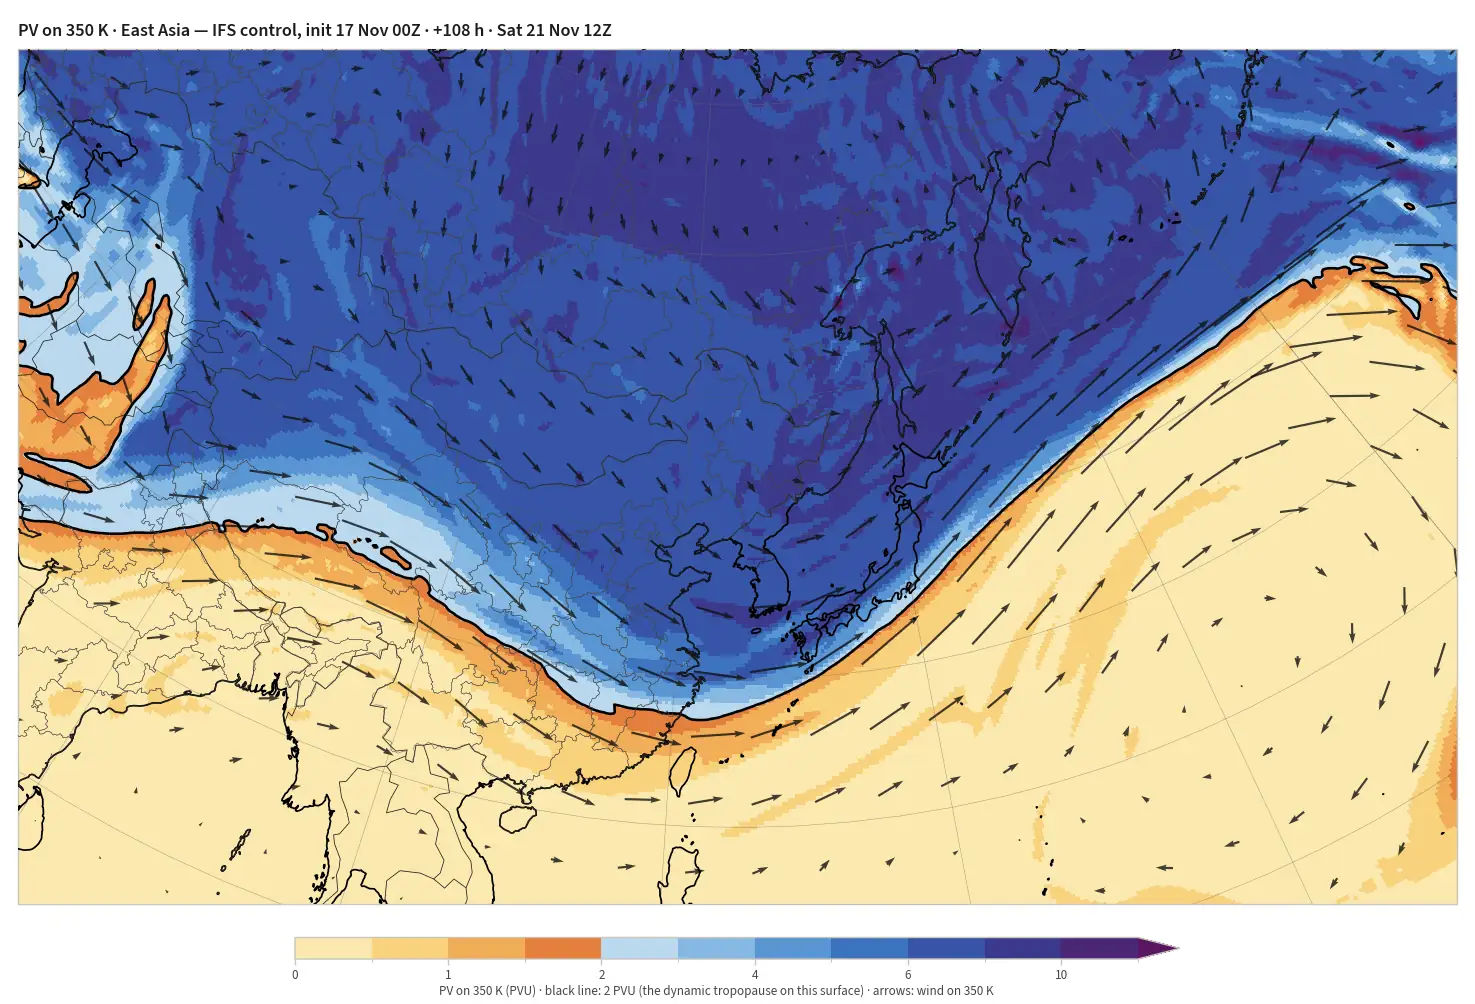 PV on 350 K · East Asia — IFS control, init 17 Nov 00Z · +108 h · Sat 21 Nov 12Z
0 1 2 4 6 10
PV on 350 K (PVU) · black line: 2 PVU (the dynamic tropopause on this surface) · arrows: wind on 350 K